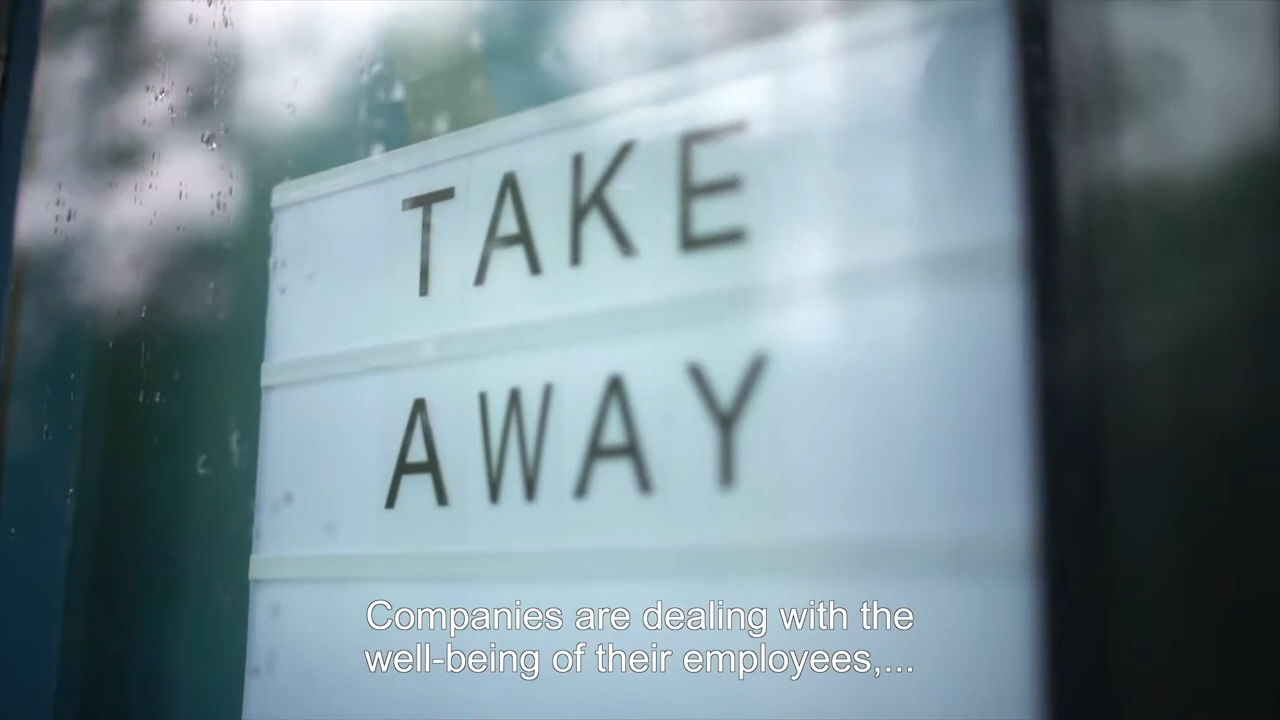 TAKE
AWAY
Companies are dealing with the
well-being of their employees,...